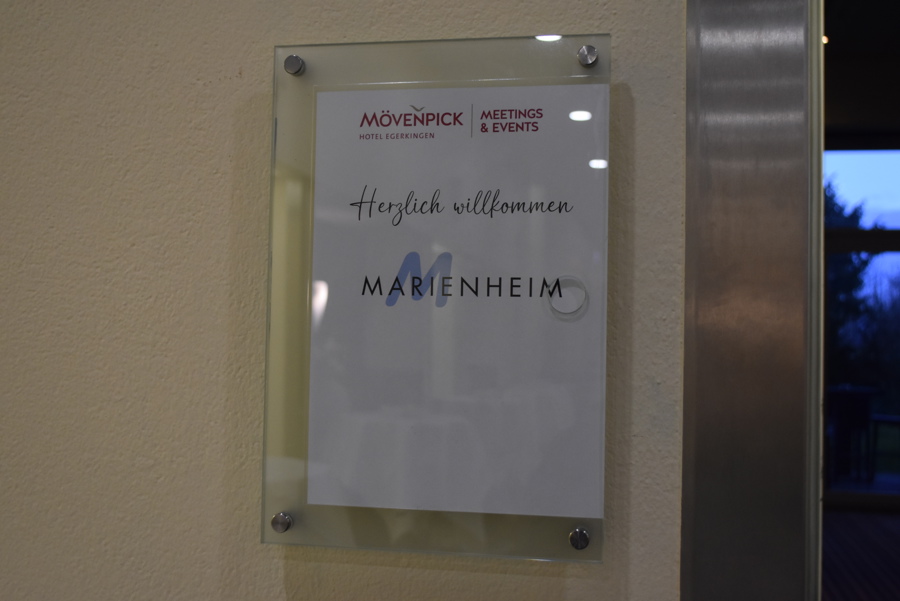 MÖVENPICK
HOTEL EGERKINGEN
MEETINGS
& EVENTS
Herzlich willkommen
MARIENHEIM